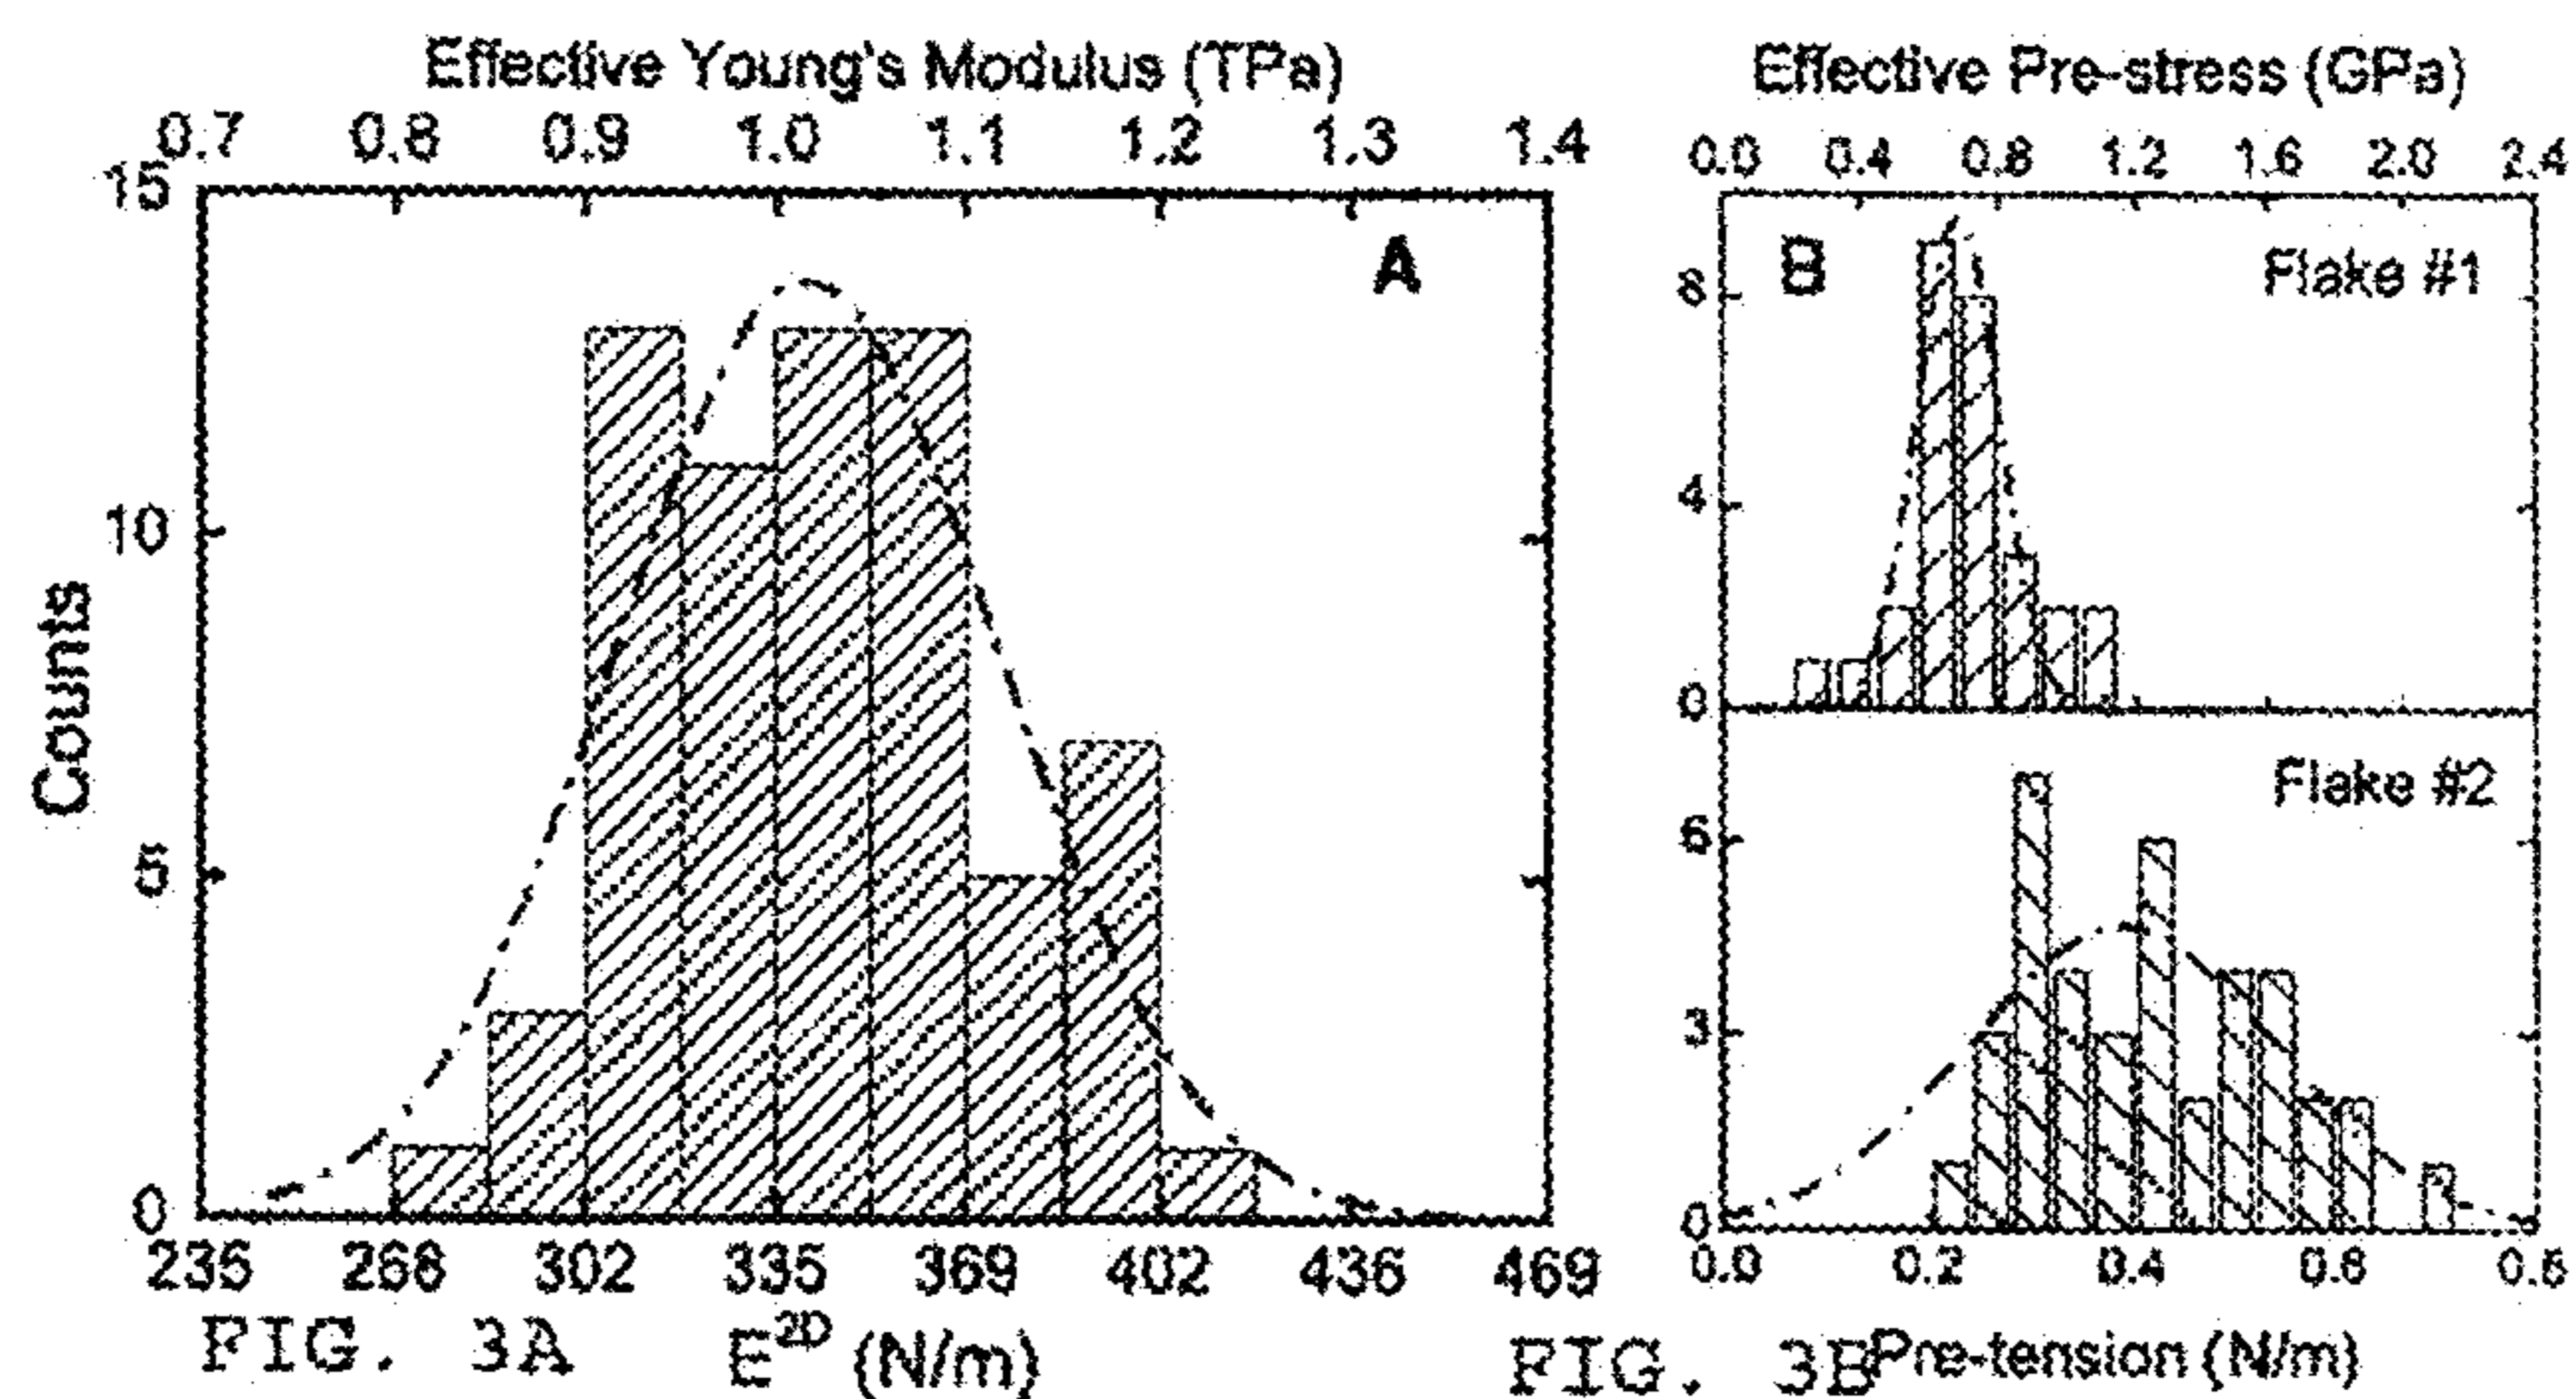 Effective Young's Modulus (TPa)
0.7 0.8 0.9 1.0 1.1 1.2 1.3 1.4
15
10
5
0
Counts
A
235 268 302 335 369 402 436 469
FIG. 3A
E²ᴰ (N/m)
Effective Pre-stress (GPa)
0.0 0.4 0.8 1.2 1.6 2.0 2.4
B
Flake #1
8
4
0
Flake #2
6
3
0
0.0 0.2 0.4 0.6 0.8
FIG. 3B
Pre-tension (N/m)